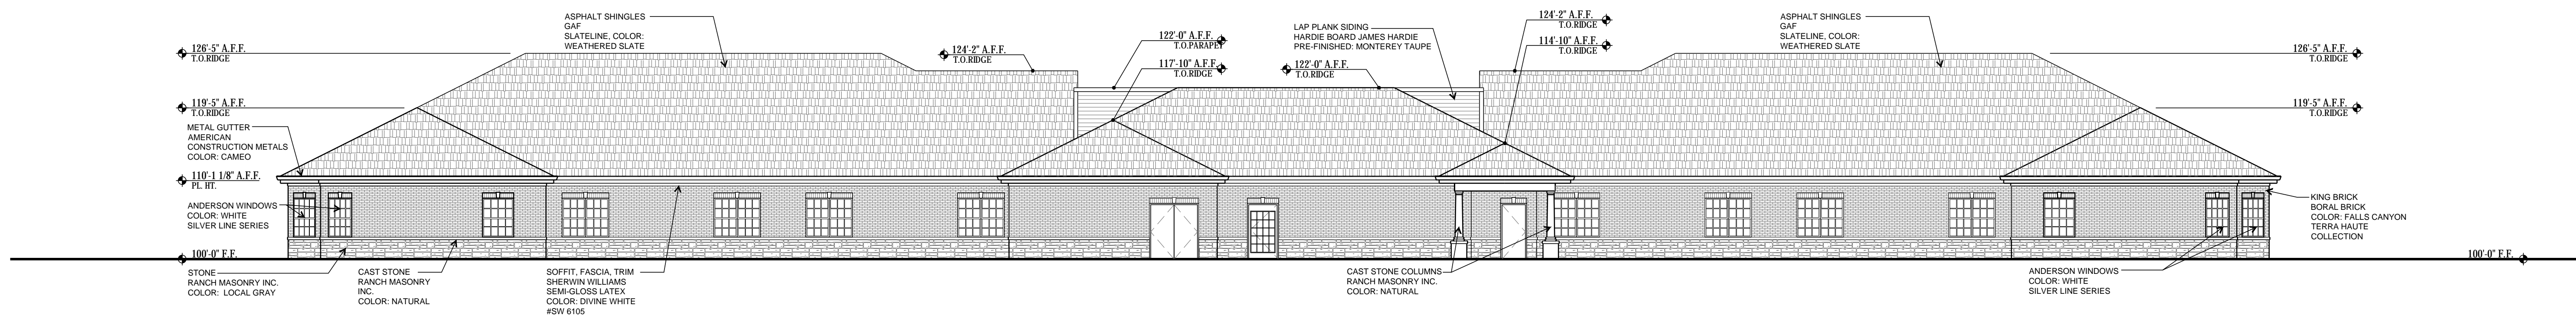 ASPHALT SHINGLES
GAF
SLATELINE, COLOR:
WEATHERED SLATE
126'-5" A.F.F.
T.O.RIDGE
124'-2" A.F.F.
T.O.RIDGE
122'-0" A.F.F.
T.O.PARAPET
117'-10" A.F.F.
T.O.RIDGE
LAP PLANK SIDING
HARDIE BOARD JAMES HARDIE
PRE-FINISHED: MONTEREY TAUPE
122'-0" A.F.F.
T.O.RIDGE
124'-2" A.F.F.
T.O.RIDGE
114'-10" A.F.F.
T.O.RIDGE
ASPHALT SHINGLES
GAF
SLATELINE, COLOR:
WEATHERED SLATE
126'-5" A.F.F.
T.O.RIDGE
119'-5" A.F.F.
T.O.RIDGE
119'-5" A.F.F.
T.O.RIDGE
METAL GUTTER
AMERICAN
CONSTRUCTION METALS
COLOR: CAMEO
110'-1 1/8" A.F.F.
PL. HT.
ANDERSON WINDOWS
COLOR: WHITE
SILVER LINE SERIES
KING BRICK
BORAL BRICK
COLOR: FALLS CANYON
TERRA HAUTE
COLLECTION
100'-0" F.F.
100'-0" F.F.
STONE
RANCH MASONRY INC.
COLOR: LOCAL GRAY
CAST STONE
RANCH MASONRY
INC.
COLOR: NATURAL
SOFFIT, FASCIA, TRIM
SHERWIN WILLIAMS
SEMI-GLOSS LATEX
COLOR: DIVINE WHITE
#SW 6105
CAST STONE COLUMNS
RANCH MASONRY INC.
COLOR: NATURAL
ANDERSON WINDOWS
COLOR: WHITE
SILVER LINE SERIES